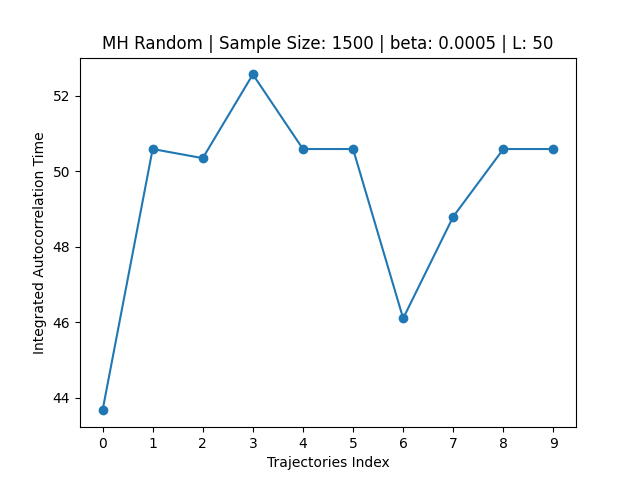 MH Random | Sample Size: 1500 | beta: 0.0005 | L: 50
Integrated Autocorrelation Time
52
50
48
46
44
0 1 2 3 4 5 6 7 8 9
Trajectories Index